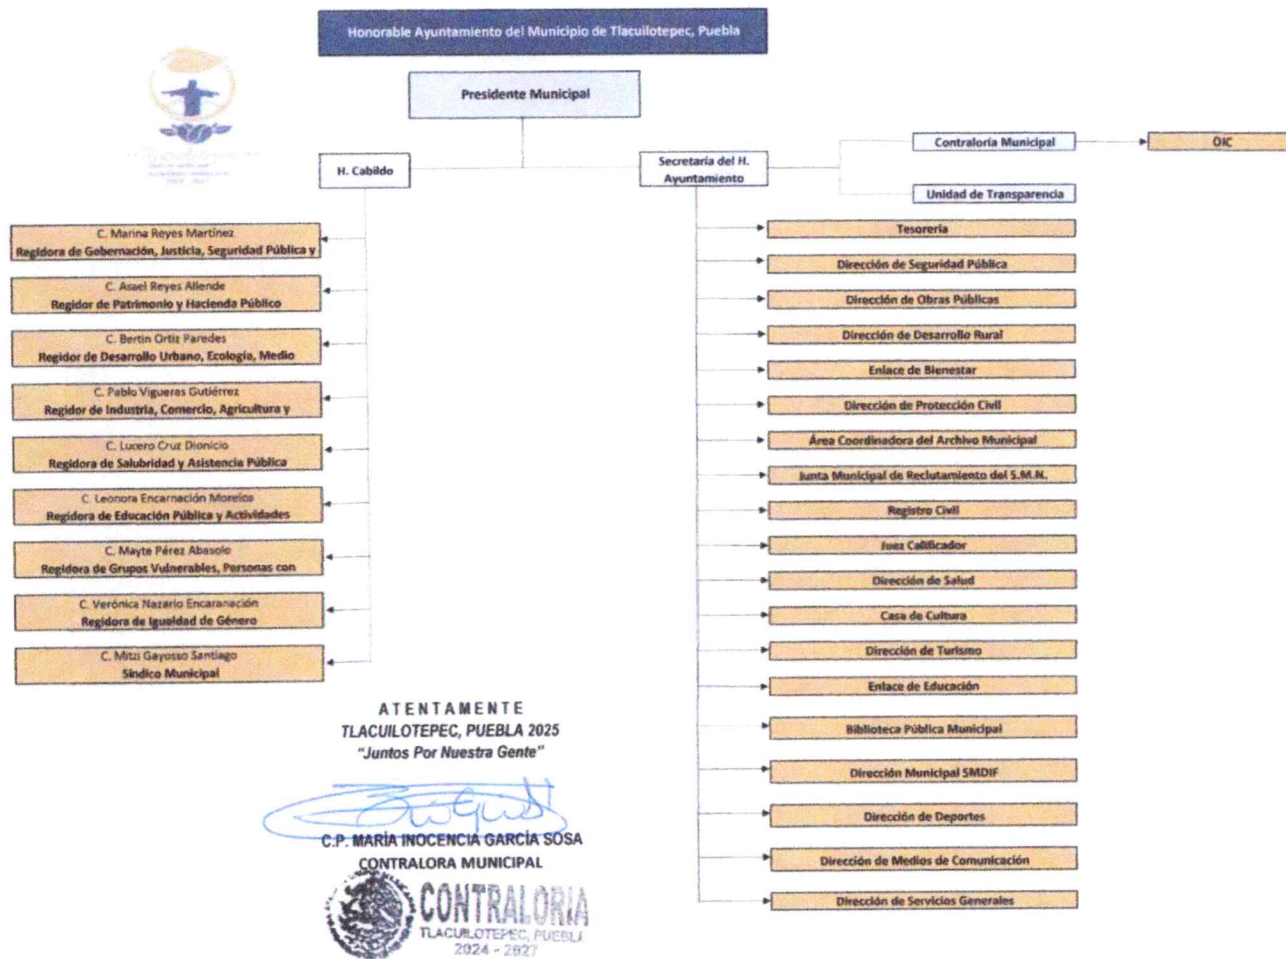 Honorable Ayuntamiento del Municipio de Tlacuilotepec, Puebla
Presidente Municipal
Tlacuilotepec
H. Cabildo
Secretaría del H.
Ayuntamiento
Contraloría Municipal
OIC
Unidad de Transparencia
C. Marina Reyes Martínez
Regidora de Gobernación, Justicia, Seguridad Pública y
C. Asael Reyes Allende
Regidor de Patrimonio y Hacienda Público
C. Bertin Ortiz Paredes
Regidor de Desarrollo Urbano, Ecología, Medio
C. Pablo Vigueras Gutiérrez
Regidor de Industria, Comercio, Agricultura y
C. Lucero Cruz Dionicio
Regidora de Salubridad y Asistencia Pública
C. Leonora Encarnación Morelos
Regidora de Educación Pública y Actividades
C. Mayte Pérez Abasolo
Regidora de Grupos Vulnerables, Personas con
C. Verónica Nazario Encaranación
Regidora de Igualdad de Género
C. Mitzi Gayosso Santiago
Sindico Municipal
Tesorería
Dirección de Seguridad Pública
Dirección de Obras Públicas
Dirección de Desarrollo Rural
Enlace de Bienestar
Dirección de Protección Civil
Área Coordinadora del Archivo Municipal
Junta Municipal de Reclutamiento del S.M.N.
Registro Civil
Juez Calificador
Dirección de Salud
Casa de Cultura
Dirección de Turismo
Enlace de Educación
Biblioteca Pública Municipal
Dirección Municipal SMDIF
Dirección de Deportes
Dirección de Medios de Comunicación
Dirección de Servicios Generales
ATENTAMENTE
TLACUILOTEPEC, PUEBLA 2025
"Juntos Por Nuestra Gente"
C.P. MARÍA INOCENCIA GARCÍA SOSA
CONTRALORA MUNICIPAL
CONTRALORIA
TLACUILOTEPEC, PUEBLA
2024 - 2027